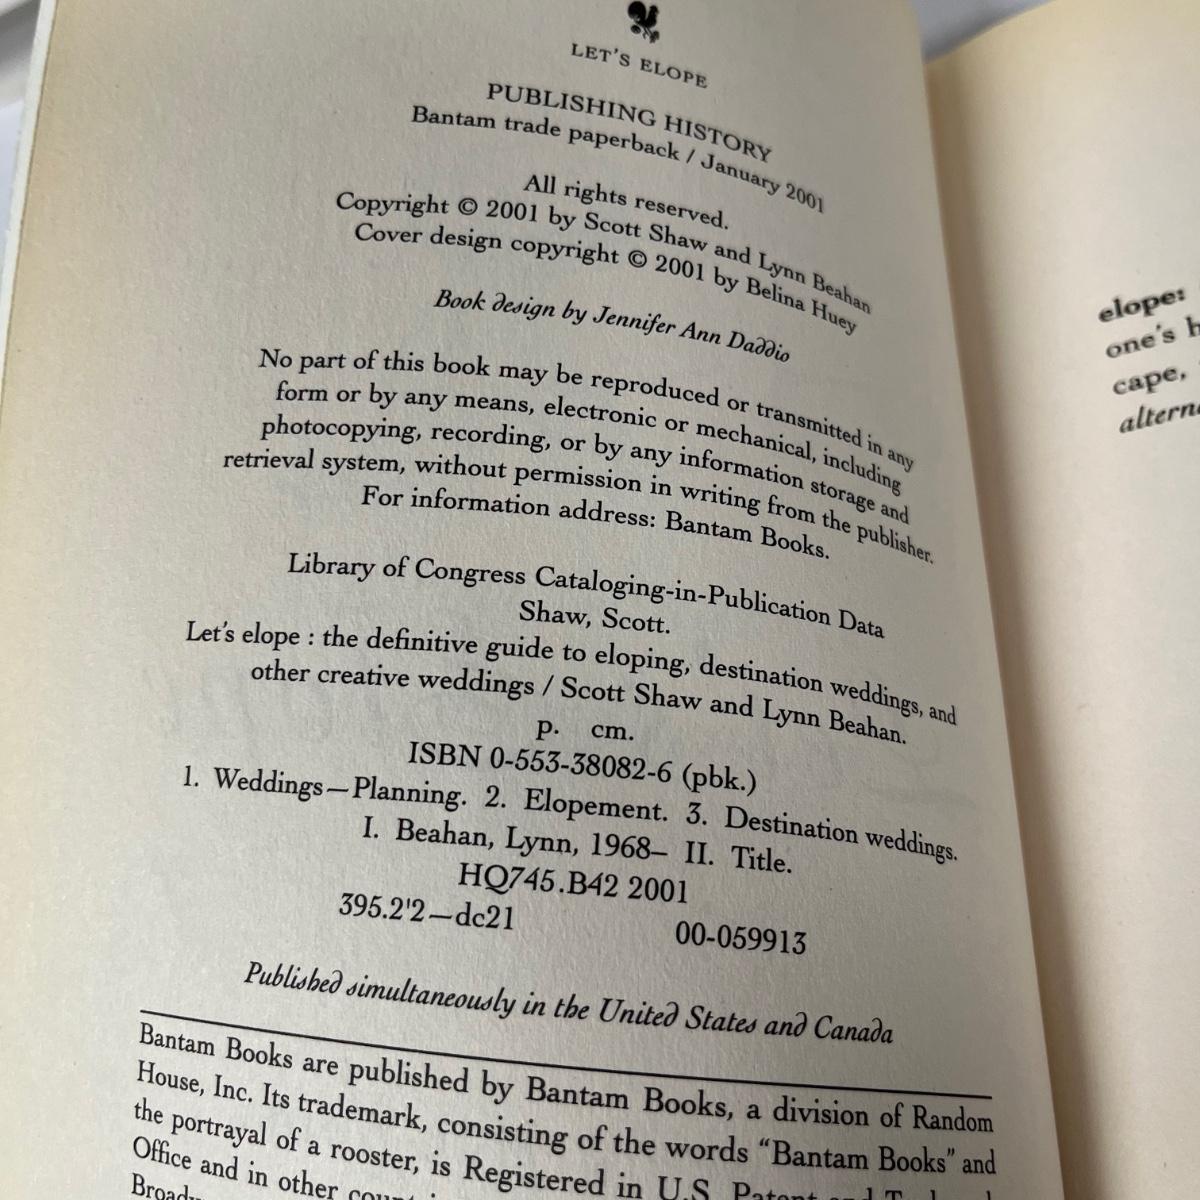 LET'S ELOPE
PUBLISHING HISTORY
Bantam trade paperback / January 2001
All rights reserved.
Copyright © 2001 by Scott Shaw and Lynn Beahan
Cover design copyright © 2001 by Belina Huey
Book design by Jennifer Ann Daddio
No part of this book may be reproduced or transmitted in any
form or by any means, electronic or mechanical, including
photocopying, recording, or by any information storage and
retrieval system, without permission in writing from the publisher.
For information address: Bantam Books.
Library of Congress Cataloging-in-Publication Data
Shaw, Scott.
Let's elope : the definitive guide to eloping, destination weddings, and
other creative weddings / Scott Shaw and Lynn Beahan.
p. cm.
ISBN 0-553-38082-6 (pbk.)
1. Weddings—Planning. 2. Elopement. 3. Destination weddings.
I. Beahan, Lynn, 1968– II. Title.
HQ745.B42 2001
395.2'2—dc21 00-059913
Published simultaneously in the United States and Canada
Bantam Books are published by Bantam Books, a division of Random
House, Inc. Its trademark, consisting of the words “Bantam Books” and
the portrayal of a rooster, is Registered in U.S. Patent and
Office and in other
elope:
one's
cape,